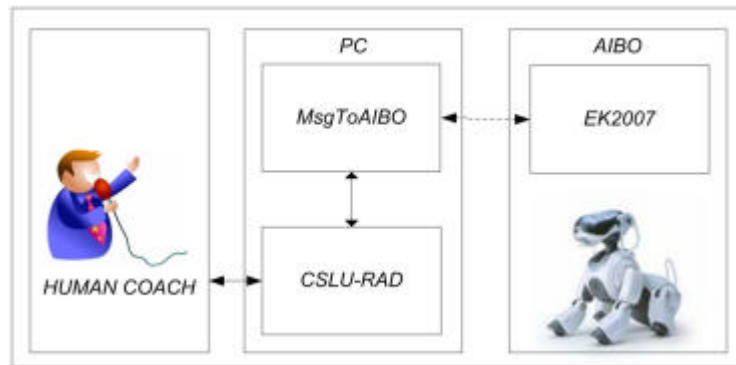 PC
AIBO
MsgToAIBO
EK2007
HUMAN COACH
CSLU-RAD